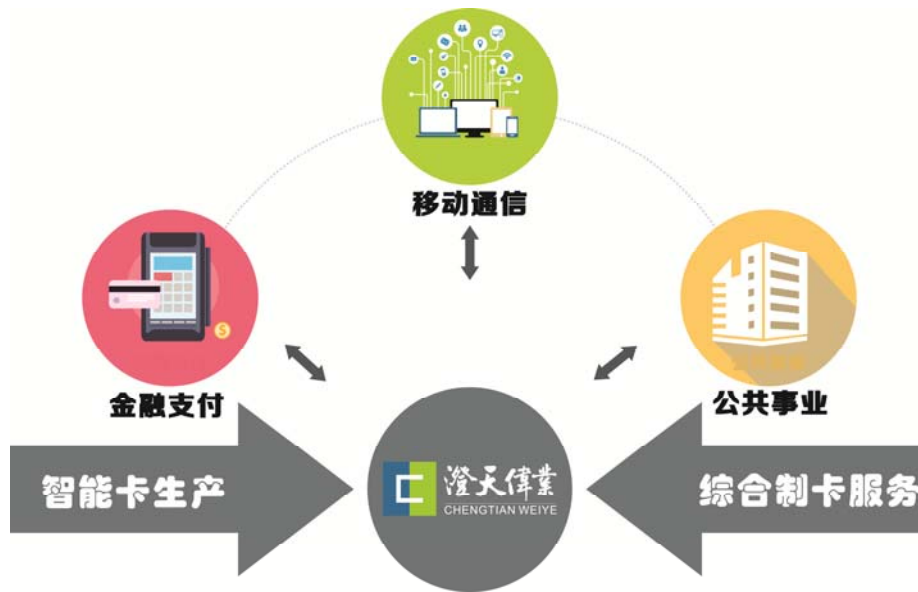 移动通信
金融支付
公共事业
智能卡生产
澄天偉業
CHENGTIAN WEIYE
综合制卡服务